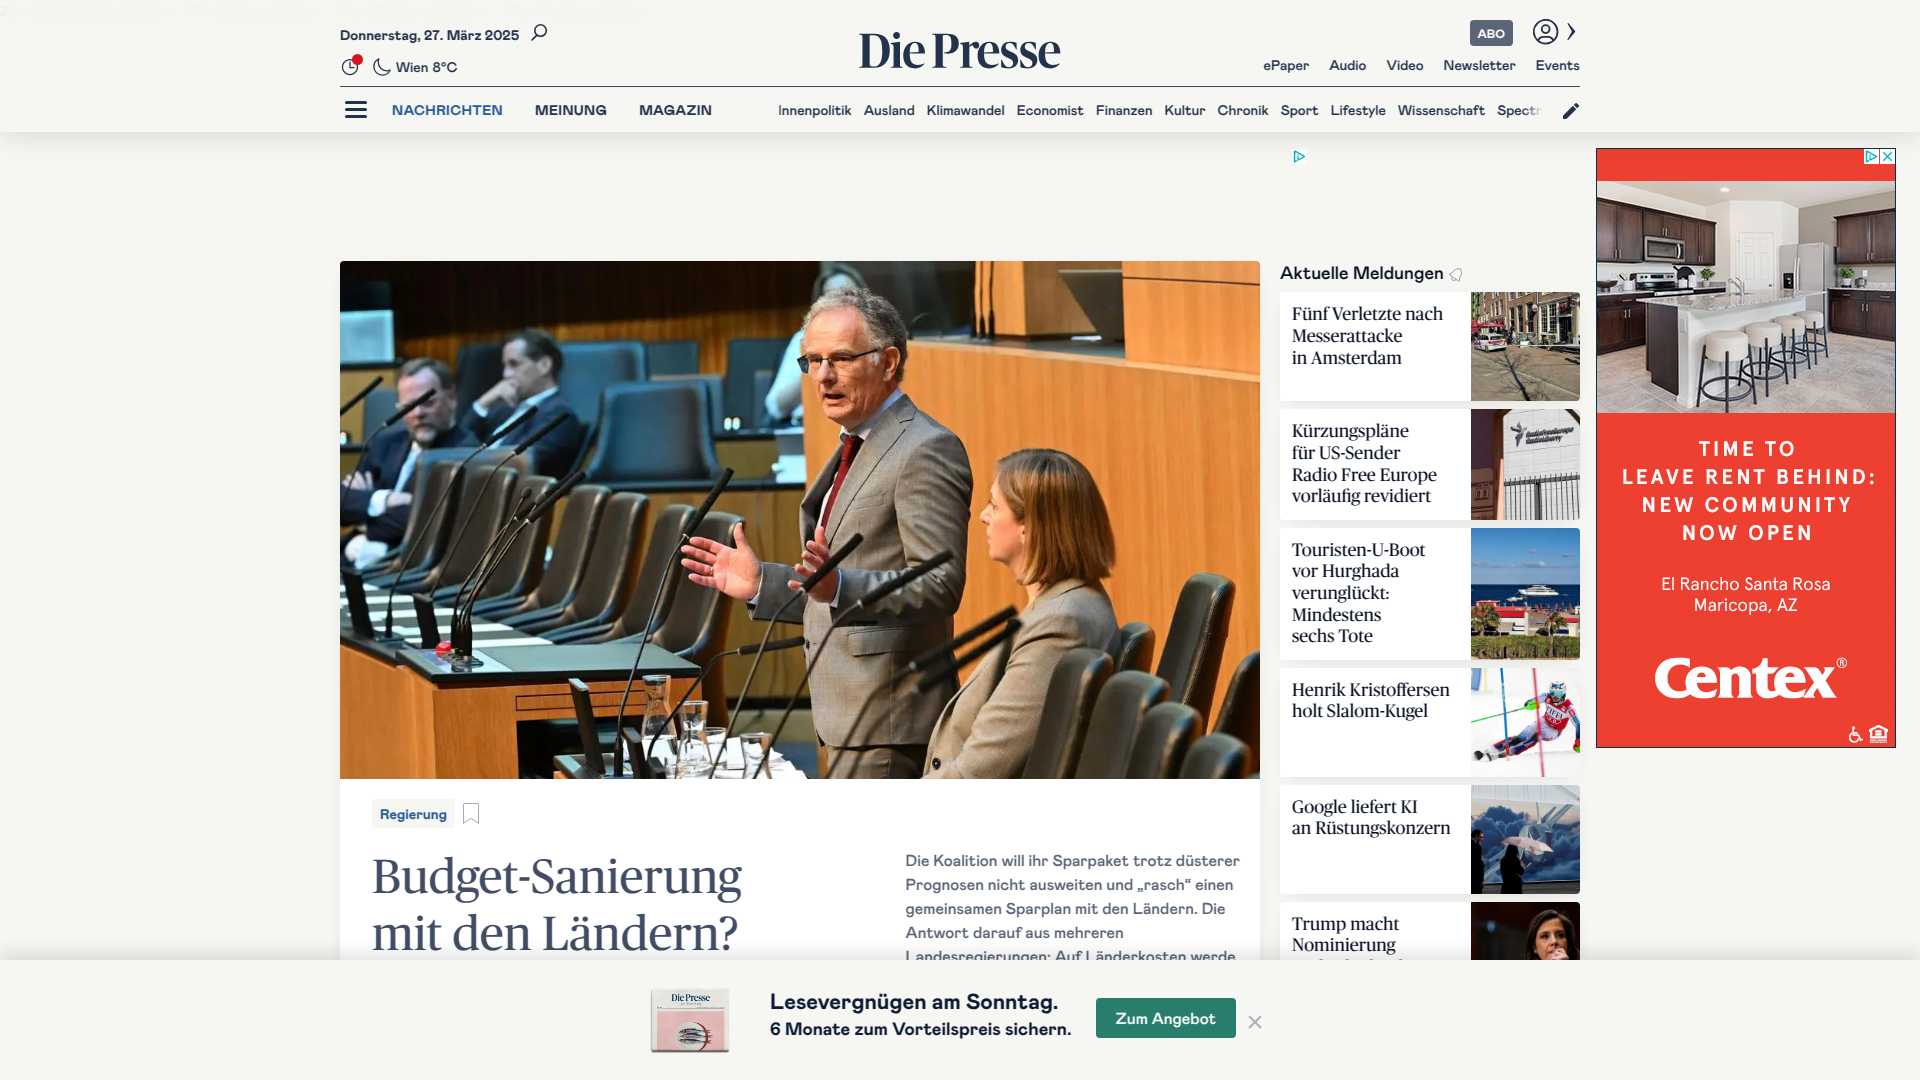 Donnerstag, 27. März 2025
Wien 8°C
Die Presse
ABO
ePaper Audio Video Newsletter Events
NACHRICHTEN MEINUNG MAGAZIN
Innenpolitik Ausland Klimawandel Economist Finanzen Kultur Chronik Sport Lifestyle Wissenschaft Spectr
Regierung
Budget-Sanierung
mit den Ländern?
Die Koalition will ihr Sparpaket trotz düsterer
Prognosen nicht ausweiten und „rasch“ einen
gemeinsamen Sparplan mit den Ländern. Die
Antwort darauf aus mehreren
Landesregierungen: Auf Länderkosten werde
Aktuelle Meldungen
Fünf Verletzte nach
Messerattacke
in Amsterdam
Kürzungspläne
für US-Sender
Radio Free Europe
vorläufig revidiert
Touristen-U-Boot
vor Hurghada
verunglückt:
Mindestens
sechs Tote
Henrik Kristoffersen
holt Slalom-Kugel
Google liefert KI
an Rüstungskonzern
Trump macht
Nominierung
TIME TO
LEAVE RENT BEHIND:
NEW COMMUNITY
NOW OPEN
El Rancho Santa Rosa
Maricopa, AZ
Centex®
Die Presse
Lesevergnügen am Sonntag.
6 Monate zum Vorteilspreis sichern.
Zum Angebot